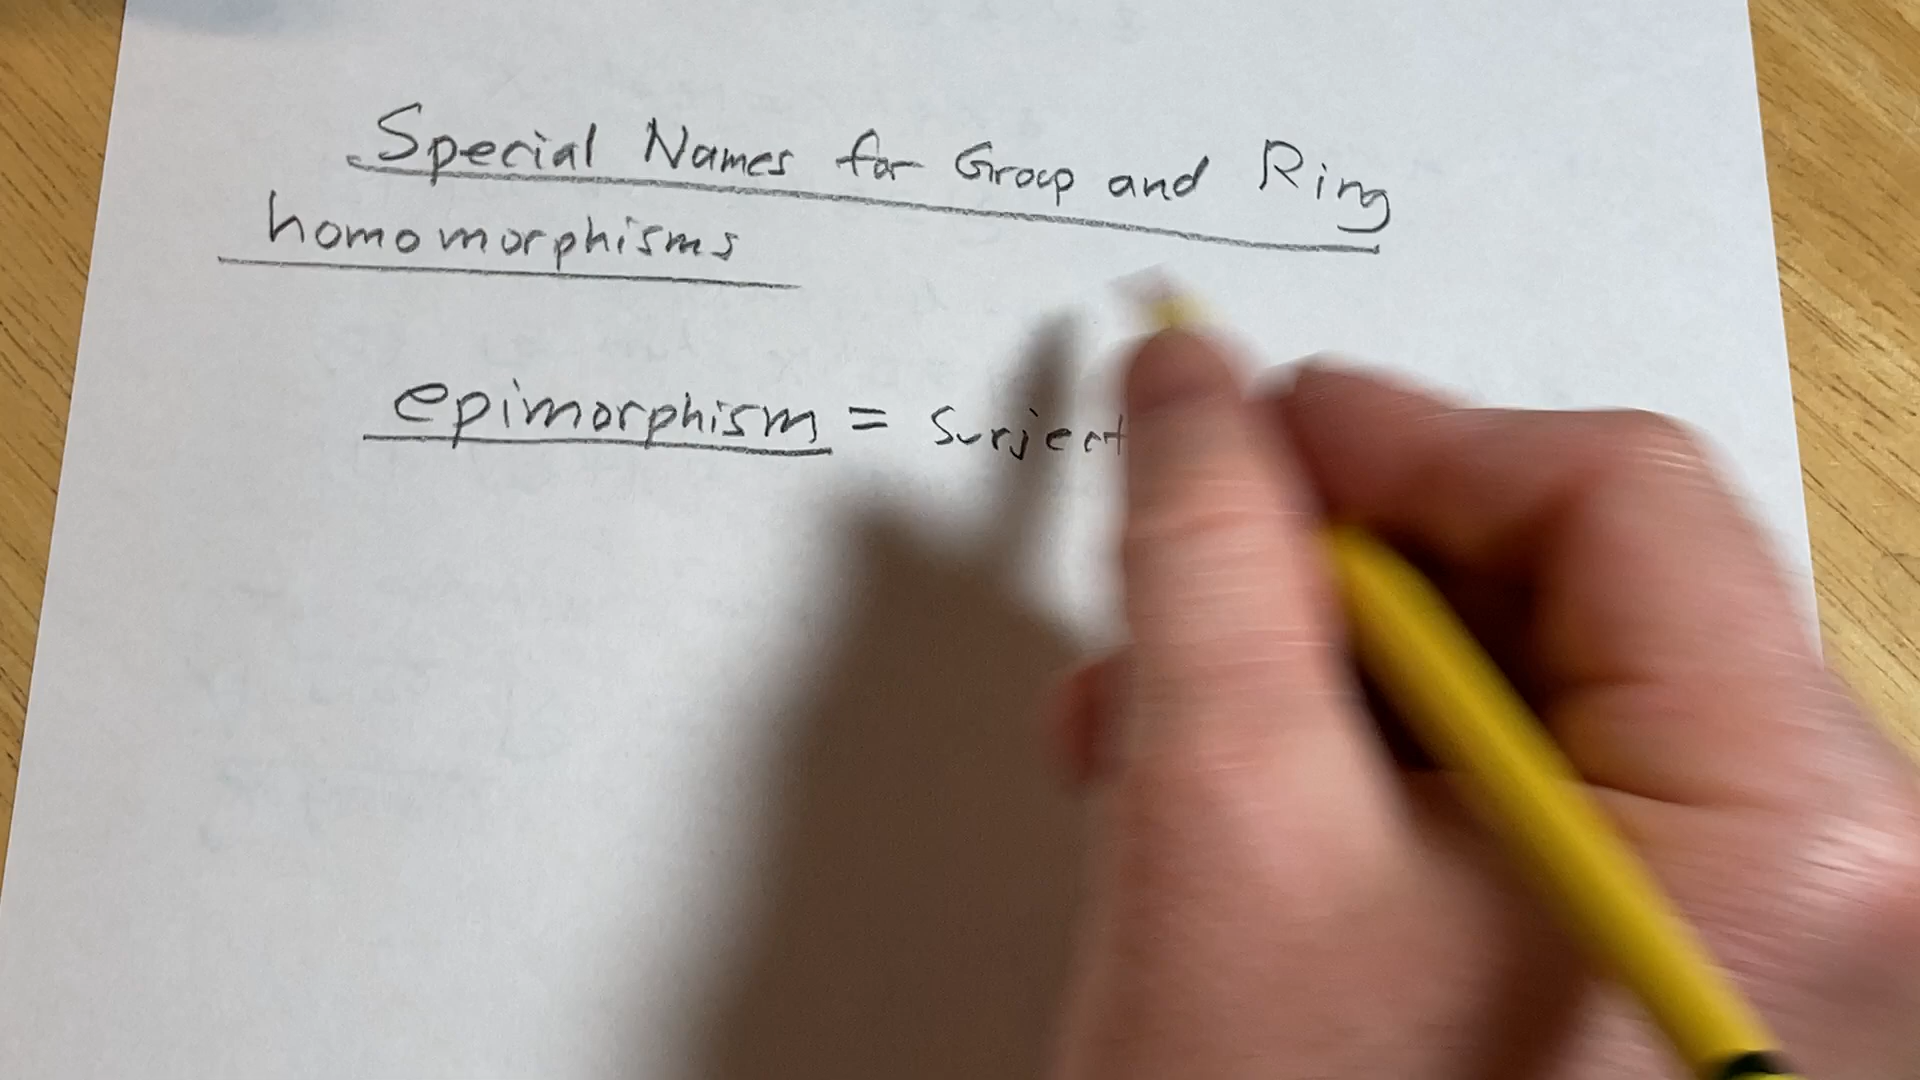 Special Names for Group and Ring
homomorphisms
epimorphism = surject